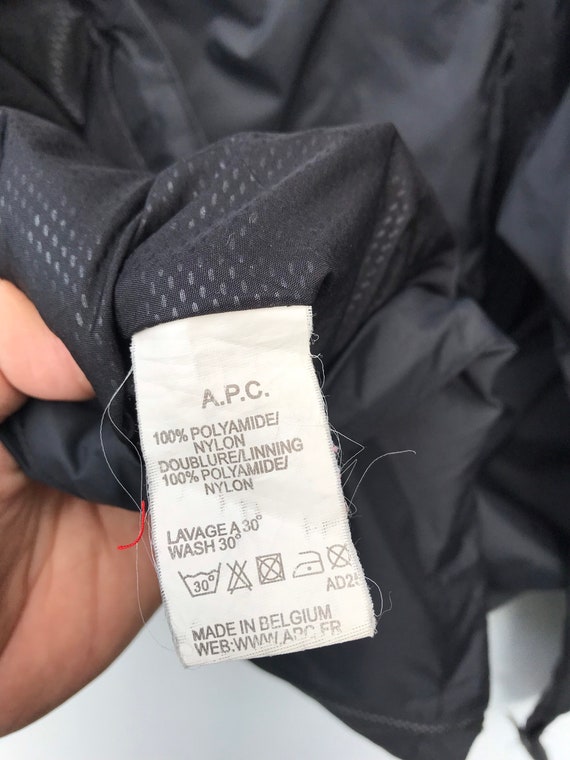 A.P.C.
100% POLYAMIDE/
NYLON
DOUBLURE/LINNING
100% POLYAMIDE/
NYLON
LAVAGE A 30°
WASH 30°
30°
MADE IN BELGIUM
WEB:WWW.APC.FR